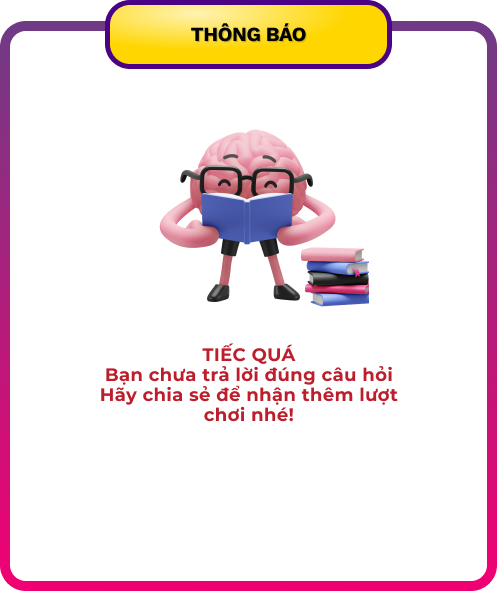 THÔNG BÁO
TIẾC QUÁ
Bạn chưa trả lời đúng câu hỏi
Hãy chia sẻ để nhận thêm lượt
chơi nhé!